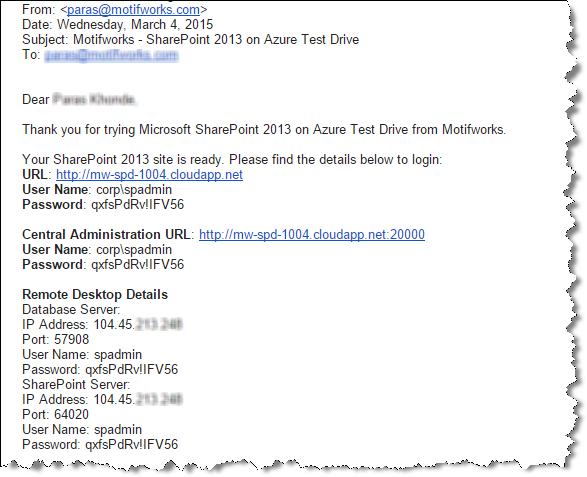 From: <paras@motifworks.com>
Date: Wednesday, March 4, 2015
Subject: Motifworks - SharePoint 2013 on Azure Test Drive
To:
Dear
Thank you for trying Microsoft SharePoint 2013 on Azure Test Drive from Motifworks.
Your SharePoint 2013 site is ready. Please find the details below to login:
URL: http://mw-spd-1004.cloudapp.net
User Name: corp\spadmin
Password: qxfsPdRv!IFV56
Central Administration URL: http://mw-spd-1004.cloudapp.net:20000
User Name: corp\spadmin
Password: qxfsPdRv!IFV56
Remote Desktop Details
Database Server:
IP Address: 104.45.
Port: 57908
User Name: spadmin
Password: qxfsPdRv!IFV56
SharePoint Server:
IP Address: 104.45.
Port: 64020
User Name: spadmin
Password: qxfsPdRv!IFV56